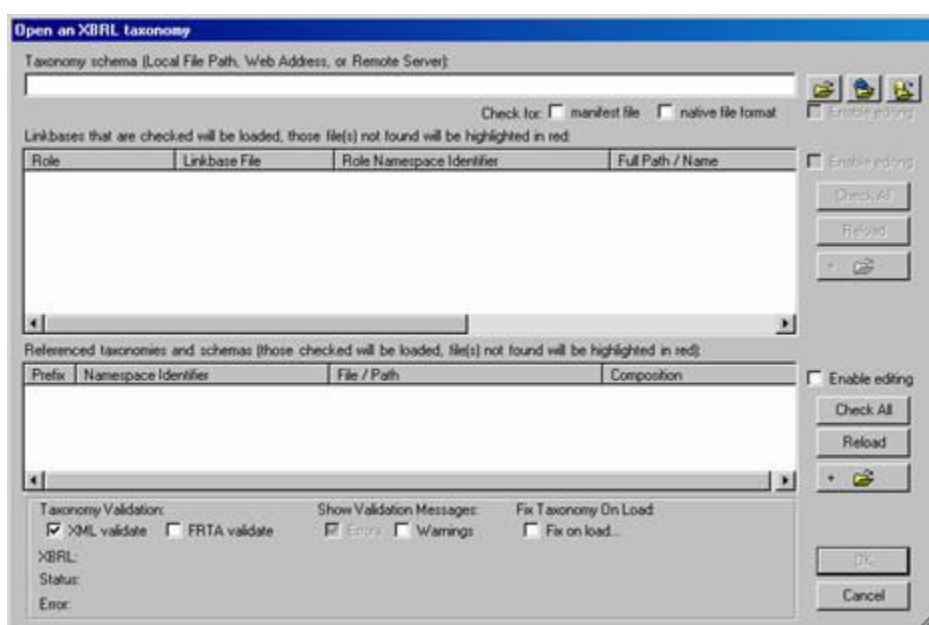 Open an XBRL taxonomy
Taxonomy schema (Local File Path, Web Address, or Remote Server):
Check for: manifest file native file format Enable editing
Linkbases that are checked will be loaded, those file(s) not found will be highlighted in red:
Role Linkbase File Role Namespace Identifier Full Path / Name Enable editing
Check All
Reload
+
Referenced taxonomies and schemas (those checked will be loaded, file(s) not found will be highlighted in red):
Prefix Namespace Identifier File / Path Composition Enable editing
Check All
Reload
+
Taxonomy Validation: Show Validation Messages: Fix Taxonomy On Load:
XML validate FRTA validate Errors Warnings Fix on load...
XBRL:
Status:
Error:
OK
Cancel